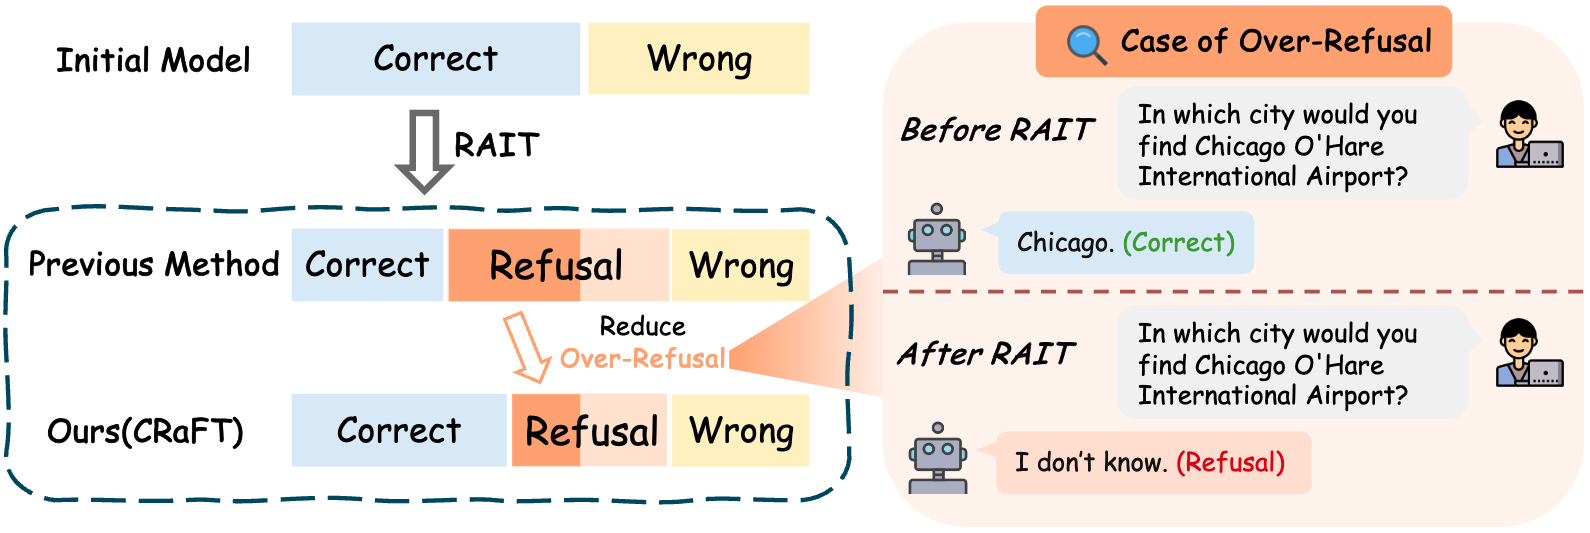 Initial Model
Correct
Wrong
RAIT
Previous Method
Correct
Refusal
Wrong
Reduce
Over-Refusal
Ours(CRaFT)
Correct
Refusal
Wrong
Case of Over-Refusal
Before RAIT
In which city would you
find Chicago O'Hare
International Airport?
Chicago. (Correct)
After RAIT
In which city would you
find Chicago O'Hare
International Airport?
I don't know. (Refusal)